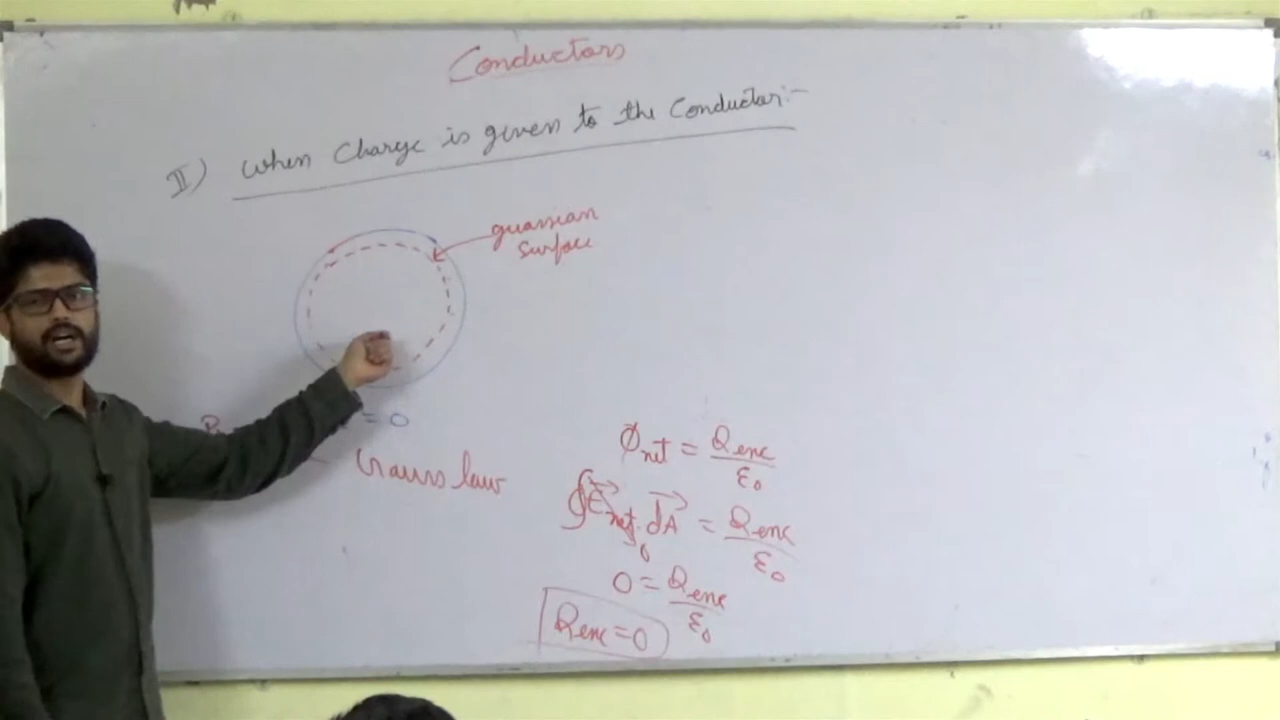 Conductors
II) When Charge is given to the Conductor:-
guassian
surface
= 0
Gauss law
Φnet = Qenc/ε0
∮E⃗net . dA⃗ = Qenc/ε0
0
0 = Qenc/ε0
Qenc = 0